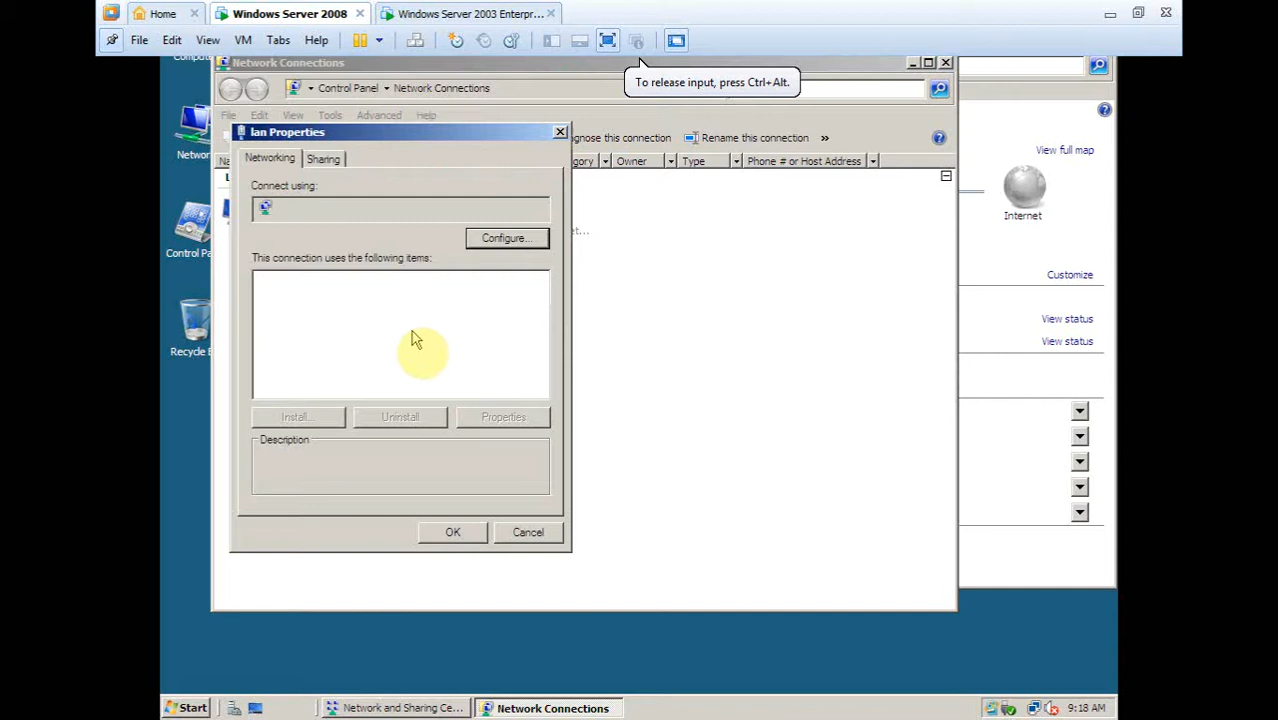 Home
Windows Server 2008
Windows Server 2003 Enterpr...
File Edit View VM Tabs Help
To release input, press Ctrl+Alt.
Network Connections
Control Panel Network Connections
File Edit View Tools Advanced Help
Rename this connection »
Owner Type Phone # or Host Address
lan Properties
Networking Sharing
Connect using:
Configure...
This connection uses the following items:
Install... Uninstall Properties
Description
OK Cancel
View full map
Internet
Customize
View status
View status
Network
Control Pa
Recycle B
Start
Network and Sharing Ce...
Network Connections
9:18 AM